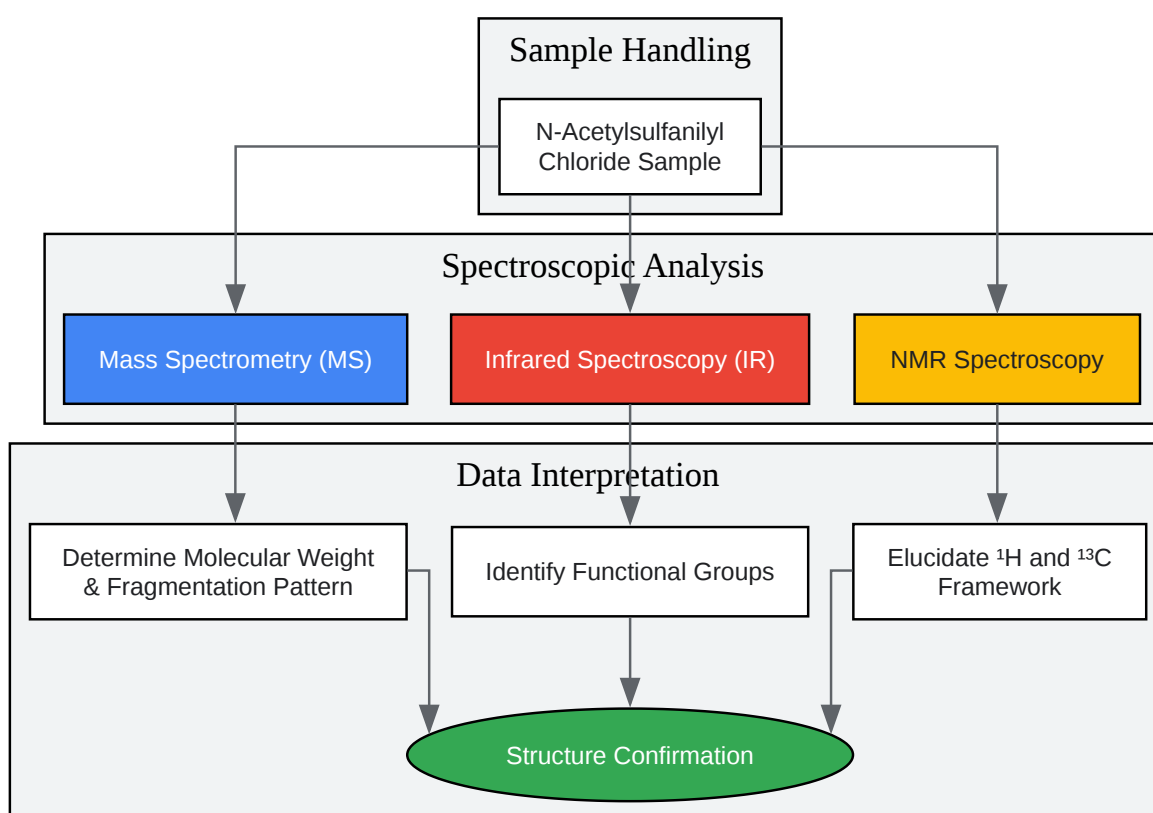 Sample Handling
N-Acetylsulfanilyl
Chloride Sample
Spectroscopic Analysis
Mass Spectrometry (MS)
Infrared Spectroscopy (IR)
NMR Spectroscopy
Data Interpretation
Determine Molecular Weight
& Fragmentation Pattern
Identify Functional Groups
Elucidate ¹H and ¹³C
Framework
Structure Confirmation